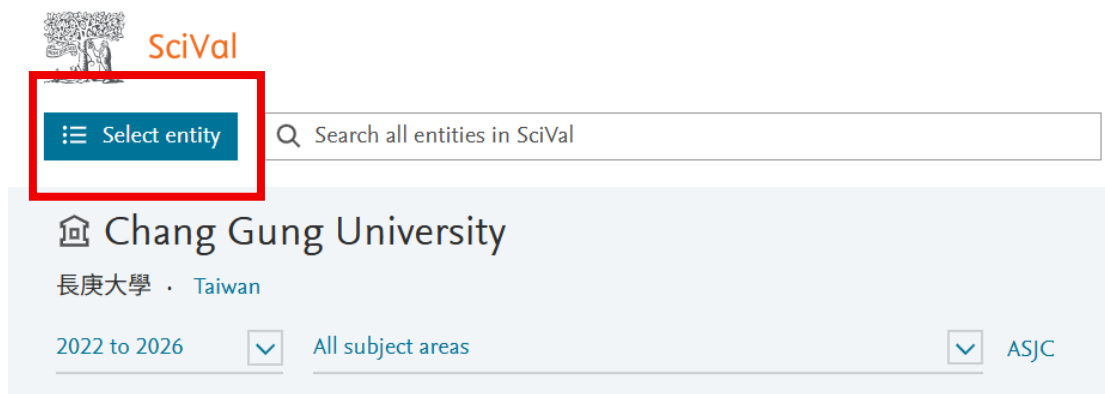 SciVal
Select entity
Search all entities in SciVal
Chang Gung University
長庚大學 · Taiwan
2022 to 2026 All subject areas ASJC